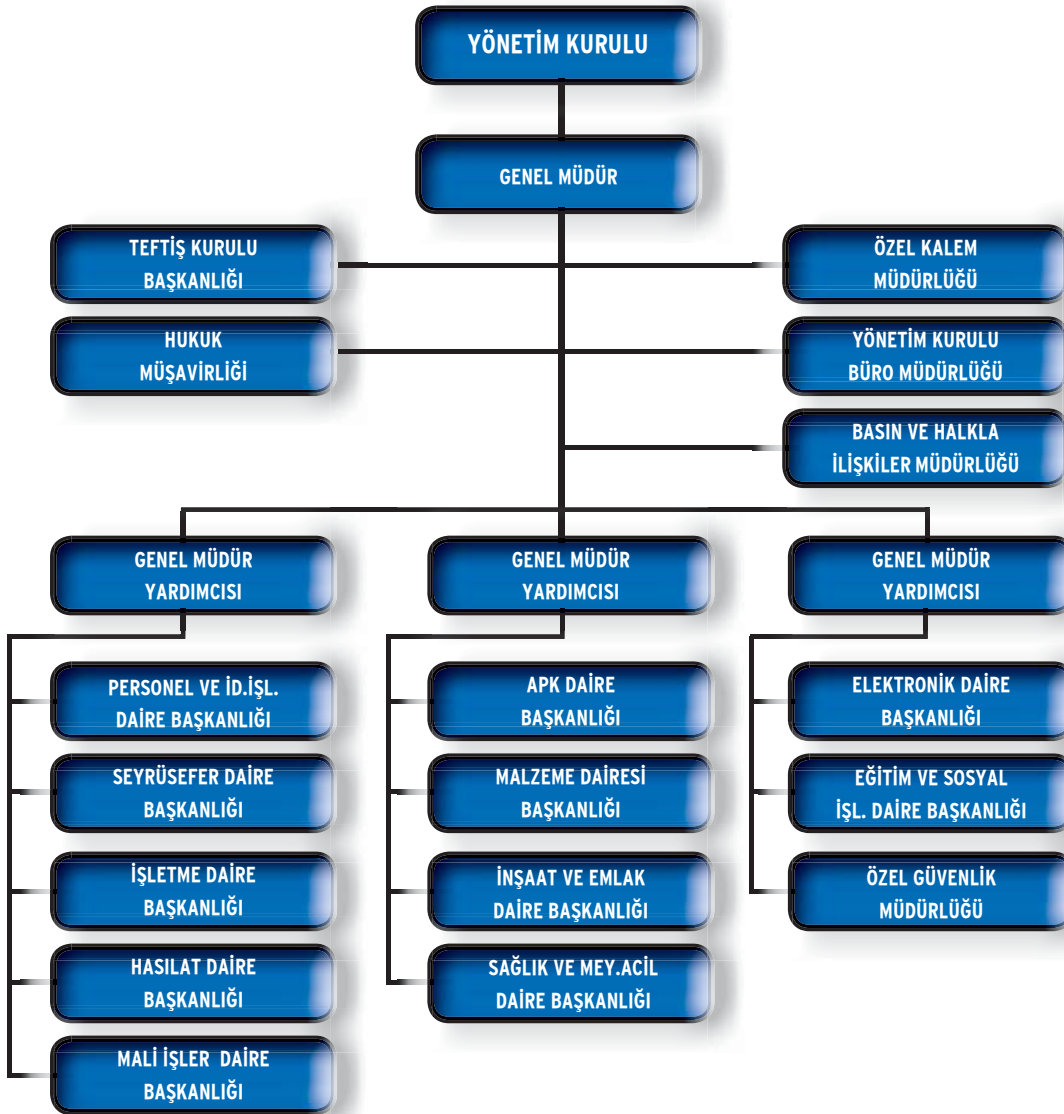 YÖNETİM KURULU
GENEL MÜDÜR
TEFTİŞ KURULU
BAŞKANLIĞI
ÖZEL KALEM
MÜDÜRLÜĞÜ
HUKUK
MÜŞAVİRLİĞİ
YÖNETİM KURULU
BÜRO MÜDÜRLÜĞÜ
BASIN VE HALKLA
İLİŞKİLER MÜDÜRLÜĞÜ
GENEL MÜDÜR
YARDIMCISI
GENEL MÜDÜR
YARDIMCISI
GENEL MÜDÜR
YARDIMCISI
PERSONEL VE İD.İŞL.
DAİRE BAŞKANLIĞI
SEYRÜSEFER DAİRE
BAŞKANLIĞI
İŞLETME DAİRE
BAŞKANLIĞI
HASILAT DAİRE
BAŞKANLIĞI
MALİ İŞLER DAİRE
BAŞKANLIĞI
APK DAİRE
BAŞKANLIĞI
MALZEME DAİRESİ
BAŞKANLIĞI
İNŞAAT VE EMLAK
DAİRE BAŞKANLIĞI
SAĞLIK VE MEY.ACİL
DAİRE BAŞKANLIĞI
ELEKTRONİK DAİRE
BAŞKANLIĞI
EĞİTİM VE SOSYAL
İŞL. DAİRE BAŞKANLIĞI
ÖZEL GÜVENLİK
MÜDÜRLÜĞÜ